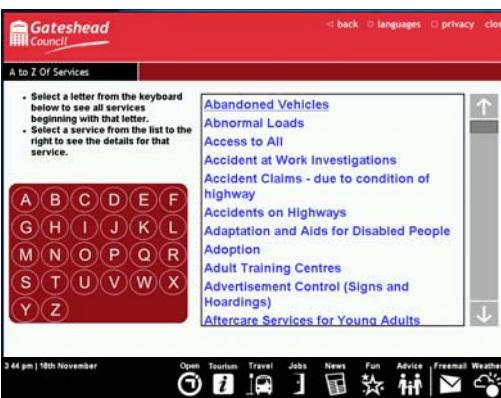 Gateshead
Council
back languages privacy clos
A to Z Of Services
• Select a letter from the keyboard
below to see all services
beginning with that letter.
• Select a service from the list to the
right to see the details for that
service.
A B C D E F
G H I J K L
M N O P Q R
S T U V W X
Y Z
Abandoned Vehicles
Abnormal Loads
Access to All
Accident at Work Investigations
Accident Claims - due to condition of
highway
Accidents on Highways
Adaptation and Aids for Disabled People
Adoption
Adult Training Centres
Advertisement Control (Signs and
Hoardings)
Aftercare Services for Young Adults
3 44 pm | 18th November
Open Tourism Travel Jobs News Fun Advice Freemail Weathe